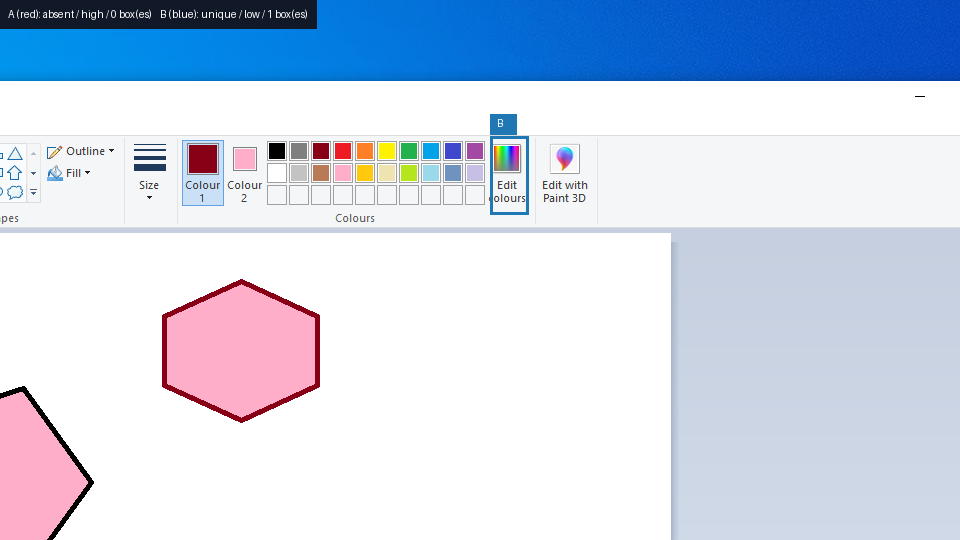 A (red): absent / high / 0 box(es)   B (blue): unique / low / 1 box(es)
B
Outline
Fill
Size
Colour 1
Colour 2
Edit colours
Edit with Paint 3D
pes
Colours